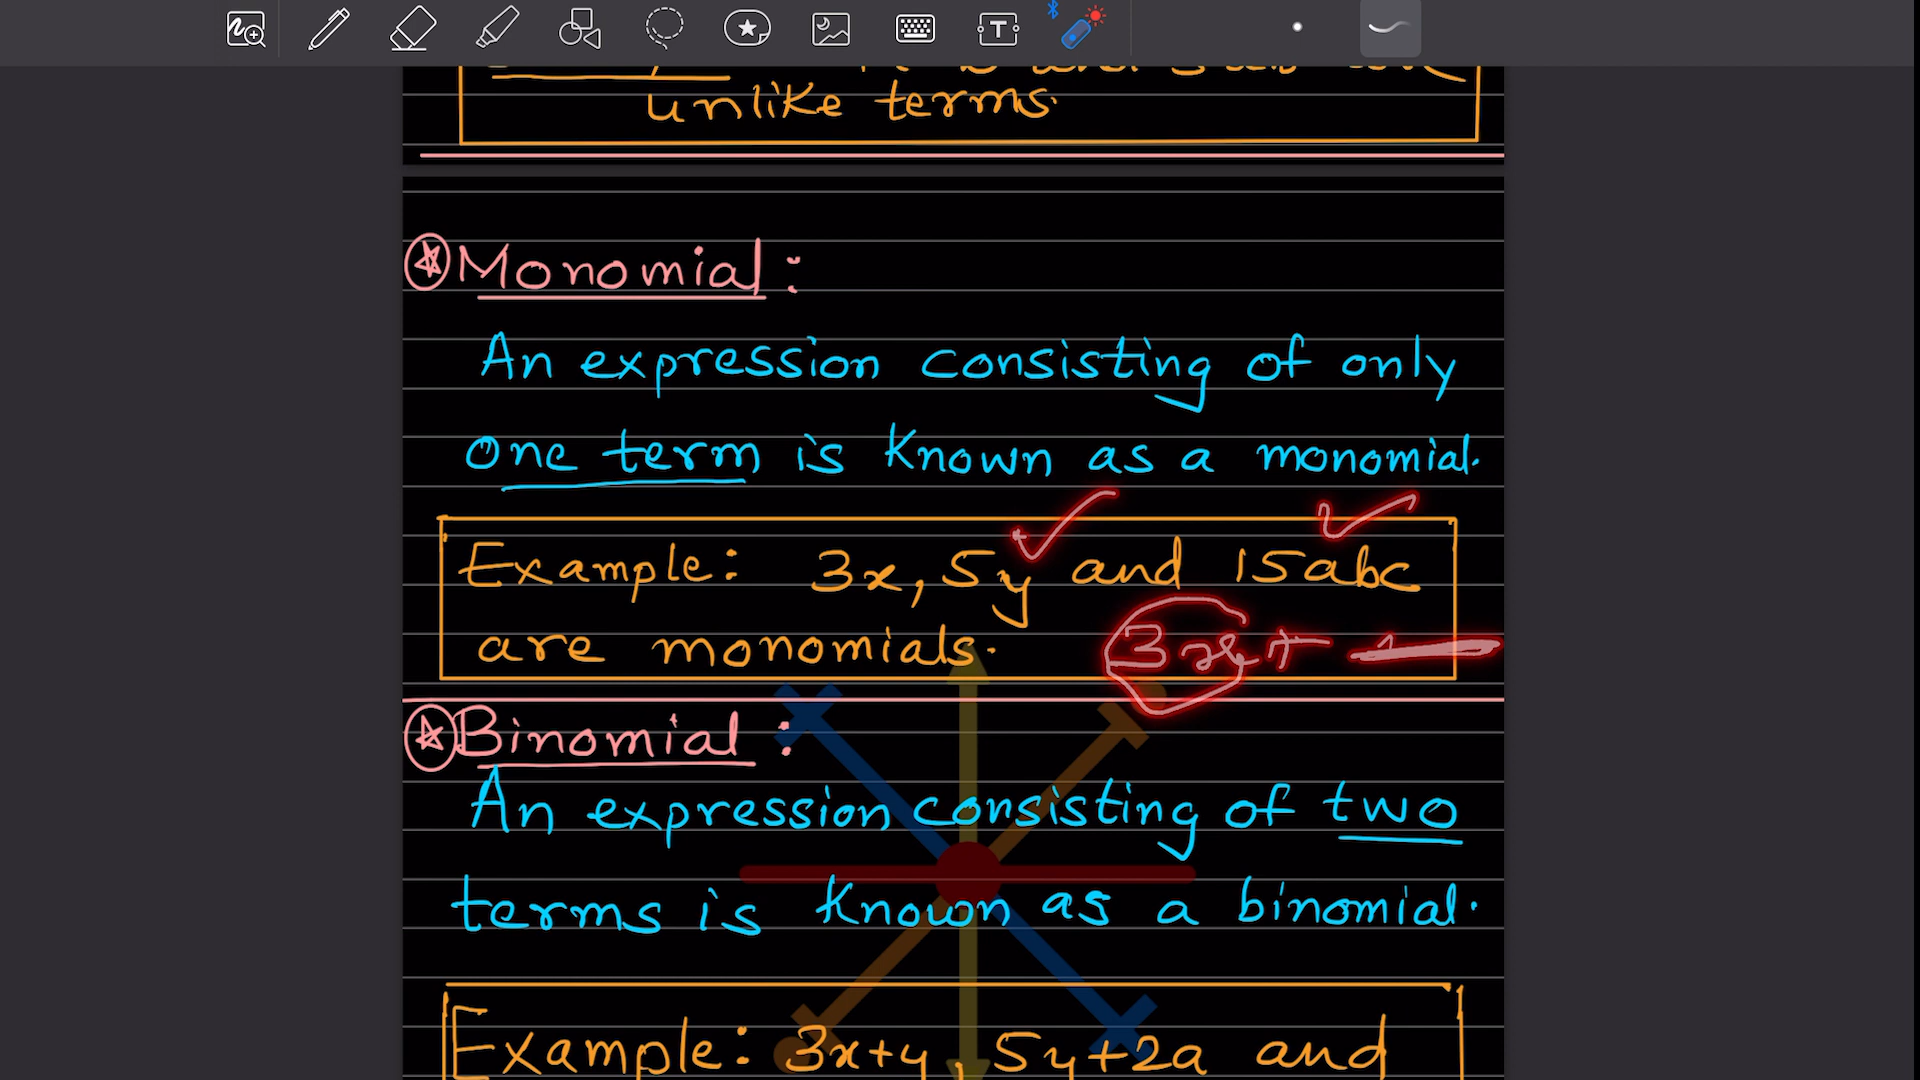 unlike terms.
Monomial :
An expression consisting of only
one term is known as a monomial.
Example: 3x, 5y and 15abc
are monomials.
3x +
Binomial :
An expression consisting of two
terms is known as a binomial.
Example: 3x+y, 5y+2a and